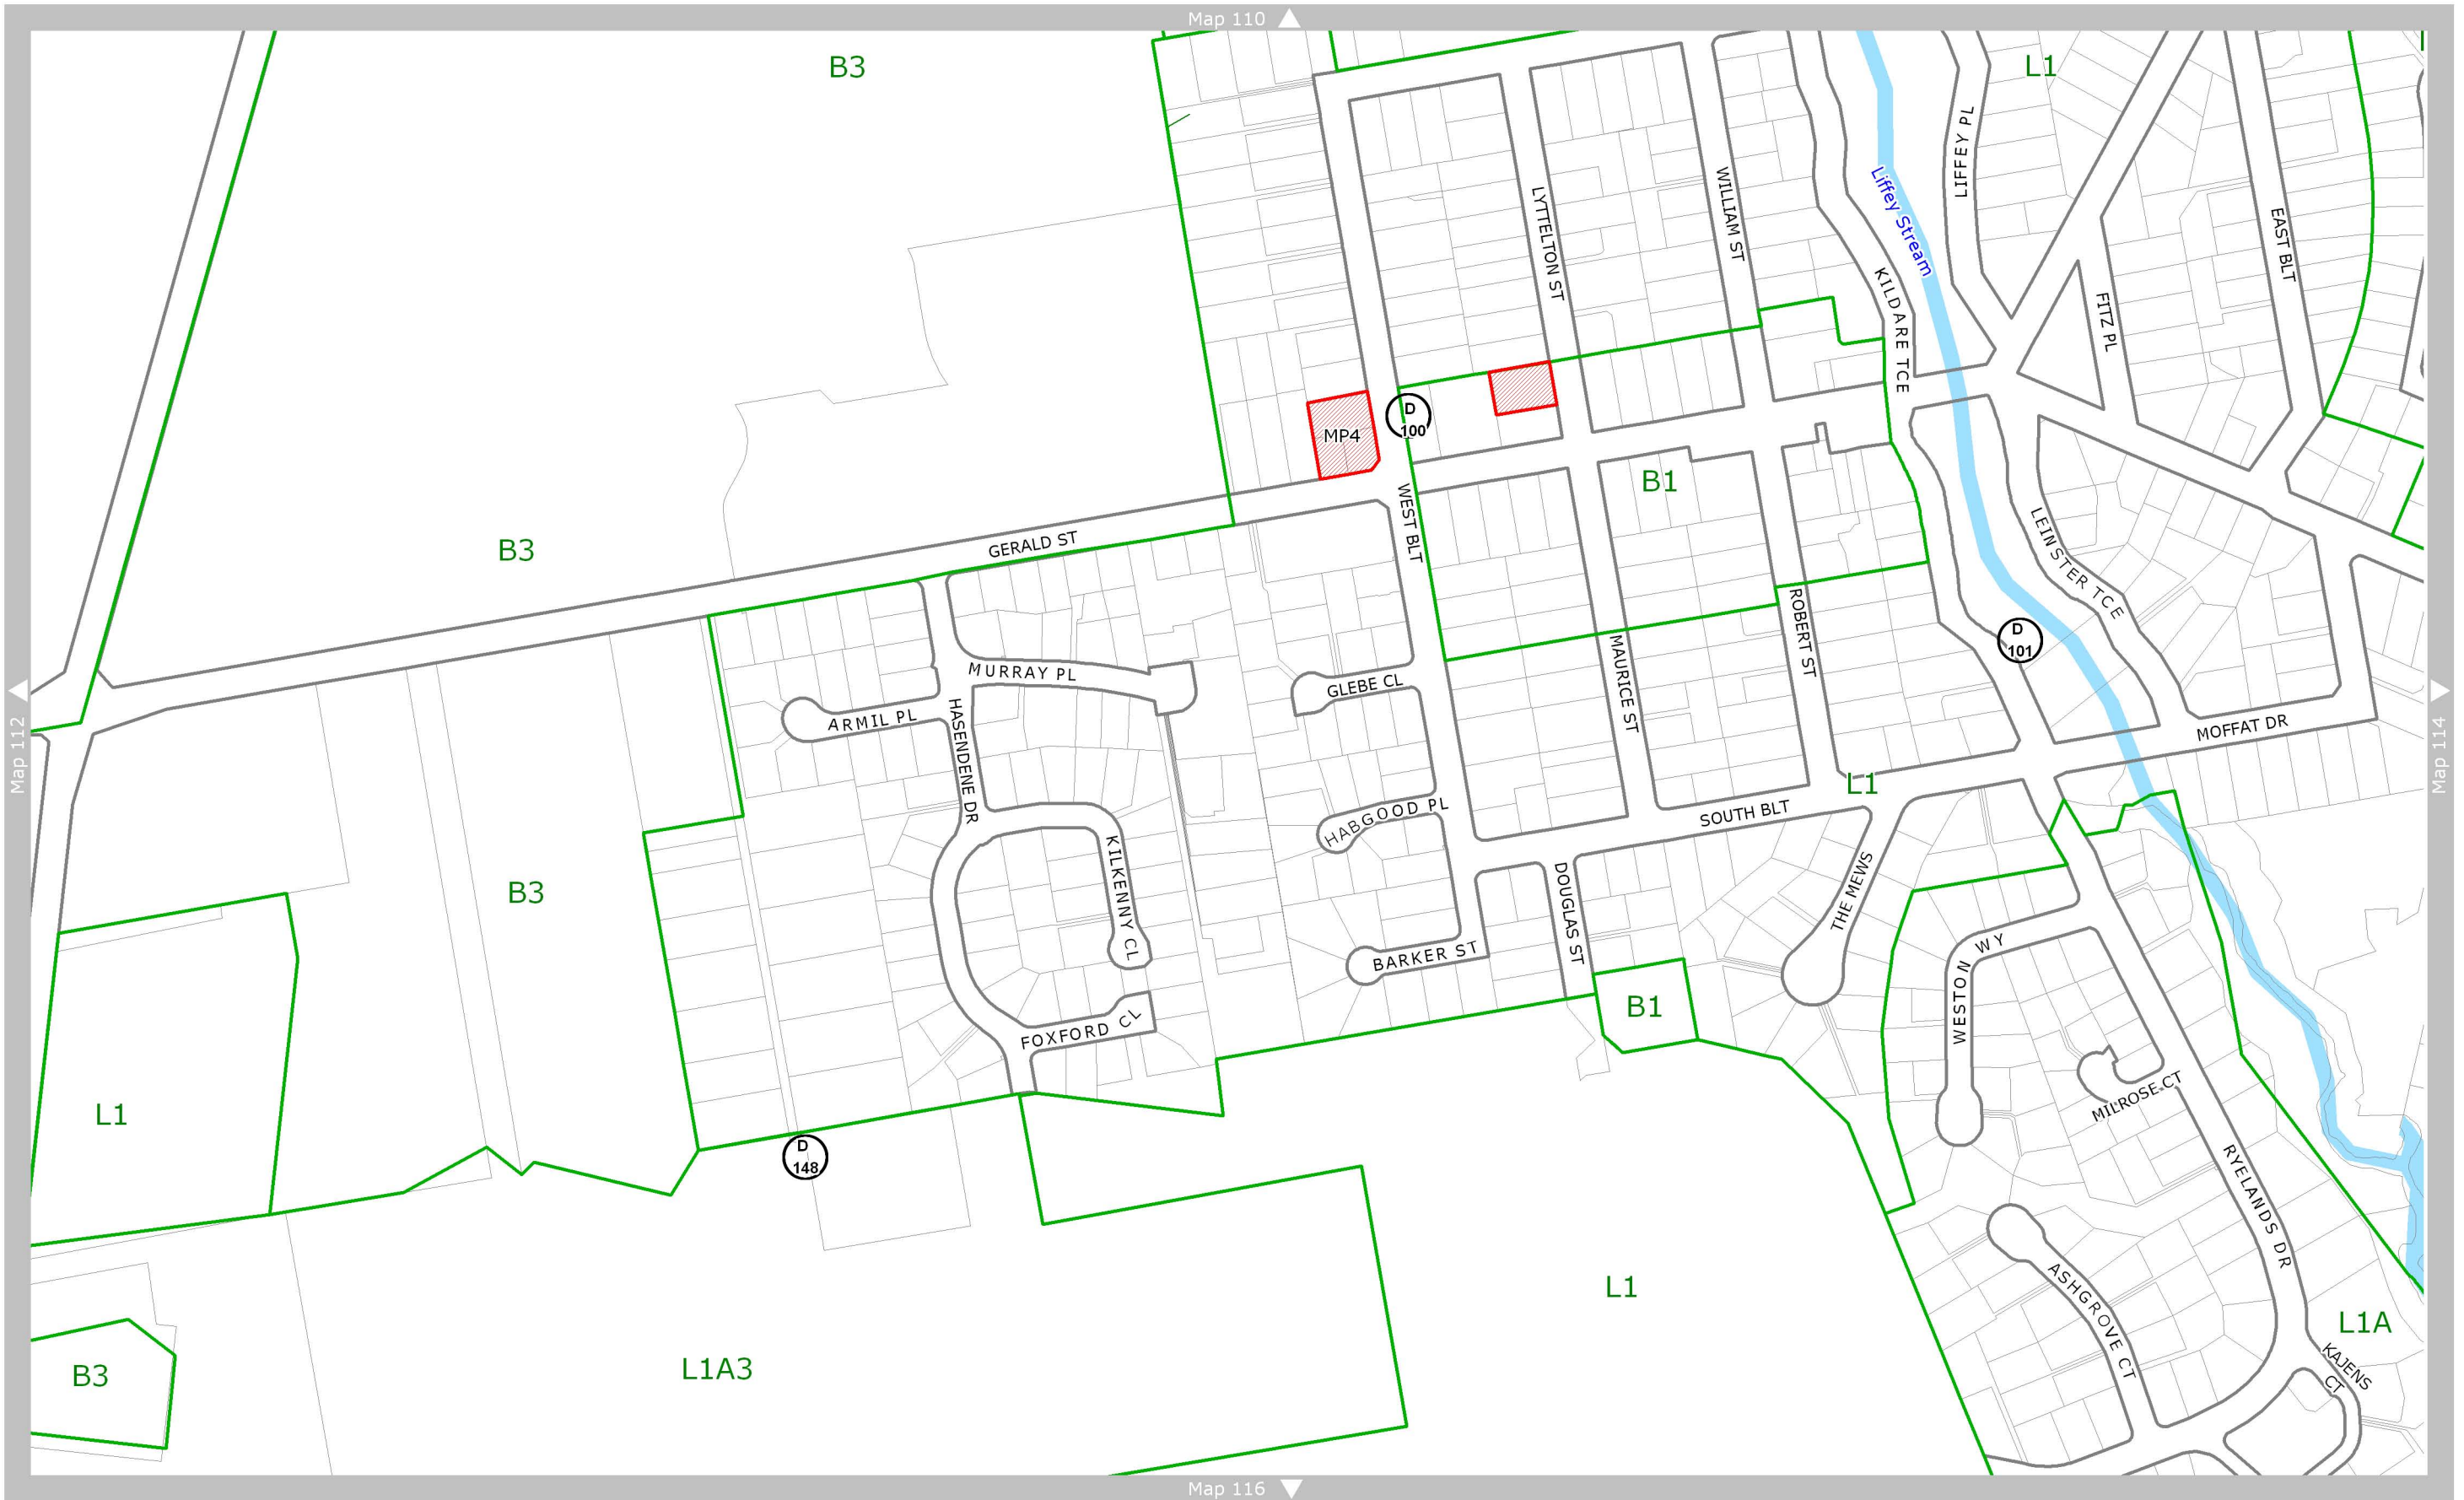 Map 110
B3
L1
LIFFEY PL
WILLIAM ST
LYTTELTON ST
Liffey Stream
EAST BLT
KILDARE TCE
FITZ PL
D
100
MP4
B1
B3
WEST BLT
GERALD ST
LEINSTER TCE
D
101
MURRAY PL
GLEBE CL
MAURICE ST
ROBERT ST
ARMIL PL
HASENDENE DR
MOFFAT DR
Map 112
Map 114
L1
SOUTH BLT
HABGOOD PL
KILKENNY CL
THE MEWS
DOUGLAS ST
B3
BARKER ST
WESTON WY
B1
FOXFORD CL
MILROSE CT
L1
D
148
RYELANDS DR
L1
ASHGROVE CT
L1A
KAJENS
CT
L1A3
B3
Map 116